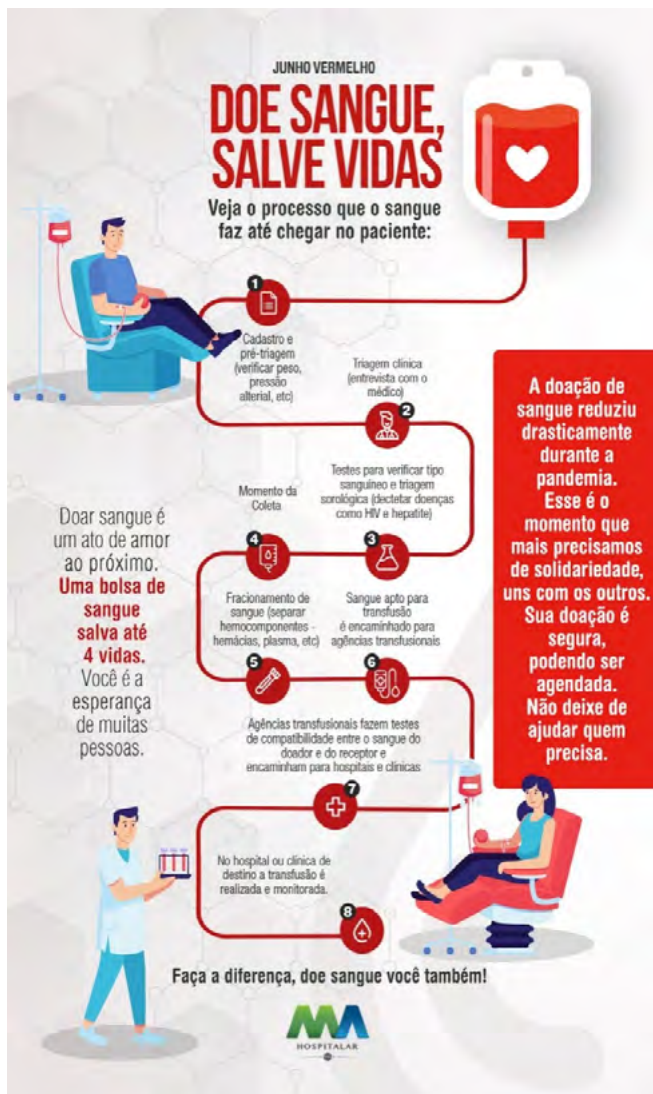 JUNHO VERMELHO
DOE SANGUE,
SALVE VIDAS
Veja o processo que o sangue
faz até chegar no paciente:
1
Cadastro e
pré-triagem
(verificar peso,
pressão
alterial, etc)
Triagem clínica
(entrevista com o
médico)
2
Testes para verificar tipo
sanguíneo e triagem
sorológica (dectetar doenças
como HIV e hepatite)
3
Momento da
Coleta
4
Fracionamento de
sangue (separar
hemocomponentes -
hemácias, plasma, etc)
5
Sangue apto para
transfusão
é encaminhado para
agências transfusionais
6
Agências transfusionais fazem testes
de compatibilidade entre o sangue do
doador e do receptor e
encaminham para hospitais e clínicas
7
No hospital ou clínica de
destino a transfusão é
realizada e monitorada.
8
Doar sangue é
um ato de amor
ao próximo.
Uma bolsa de
sangue
salva até
4 vidas.
Você é a
esperança
de muitas
pessoas.
A doação de
sangue reduziu
drasticamente
durante a
pandemia.
Esse é o
momento que
mais precisamos
de solidariedade,
uns com os outros.
Sua doação é
segura,
podendo ser
agendada.
Não deixe de
ajudar quem
precisa.
Faça a diferença, doe sangue você também!
MA
HOSPITALAR